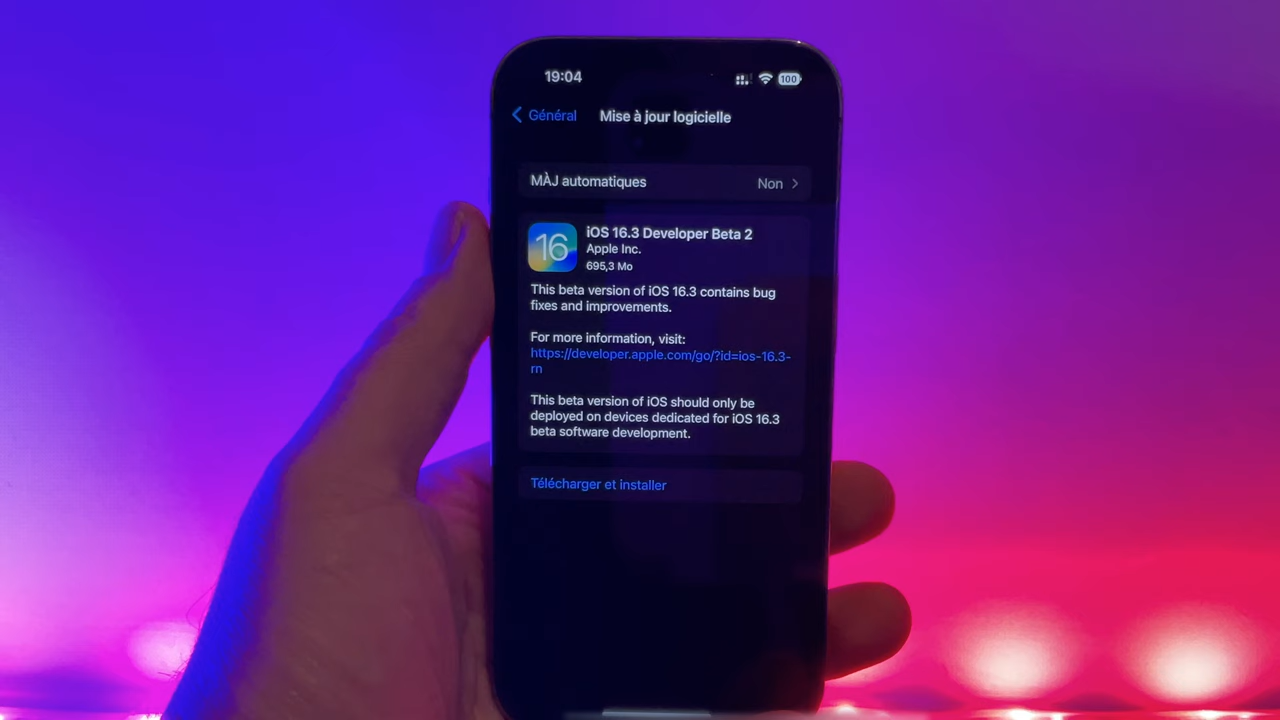 19:04
100
Général
Mise à jour logicielle
MÀJ automatiques
Non
16
iOS 16.3 Developer Beta 2
Apple Inc.
695,3 Mo
This beta version of iOS 16.3 contains bug
fixes and improvements.
For more information, visit:
https://developer.apple.com/go/?id=ios-16.3-
rn
This beta version of iOS should only be
deployed on devices dedicated for iOS 16.3
beta software development.
Télécharger et installer